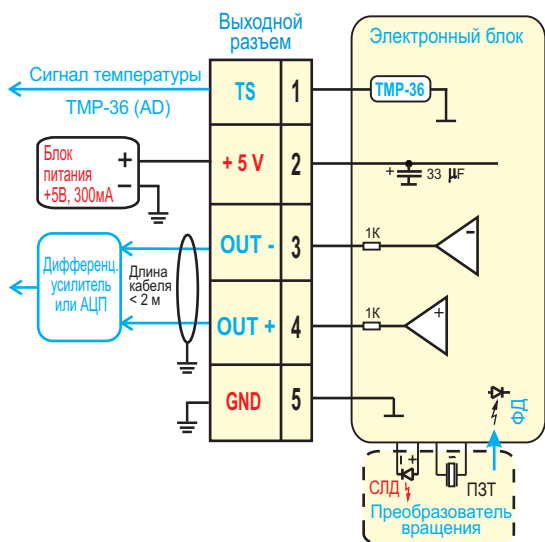 Выходной
разъем
Электронный блок
Сигнал температуры
TMP-36 (AD)
TS
1
TMP-36
Блок
питания
+5В, 300мА
+
−
+ 5 V
2
+
33 µF
Дифференц.
усилитель
или АЦП
Длина
кабеля
< 2 м
OUT -
3
1К
-
OUT +
4
1К
+
GND
5
ФД
- +
~
СЛД
ПЗТ
Преобразователь
вращения